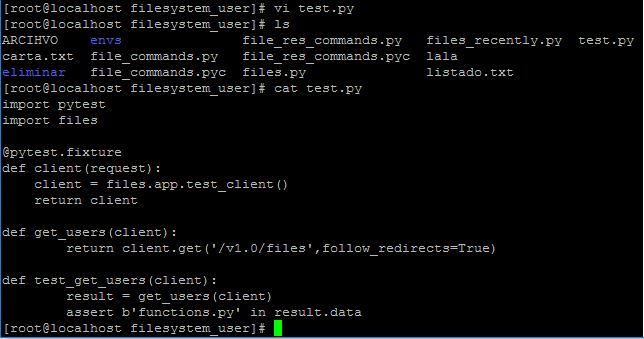 [root@localhost filesystem_user]# vi test.py
[root@localhost filesystem_user]# ls
ARCIHVO    envs              file_res_commands.py   files_recently.py  test.py
carta.txt  file_commands.py   file_res_commands.pyc  lala
eliminar   file_commands.pyc  files.py               listado.txt
[root@localhost filesystem_user]# cat test.py
import pytest
import files

@pytest.fixture
def client(request):
    client = files.app.test_client()
    return client

def get_users(client):
        return client.get('/v1.0/files',follow_redirects=True)

def test_get_users(client):
        result = get_users(client)
        assert b'functions.py' in result.data
[root@localhost filesystem_user]#